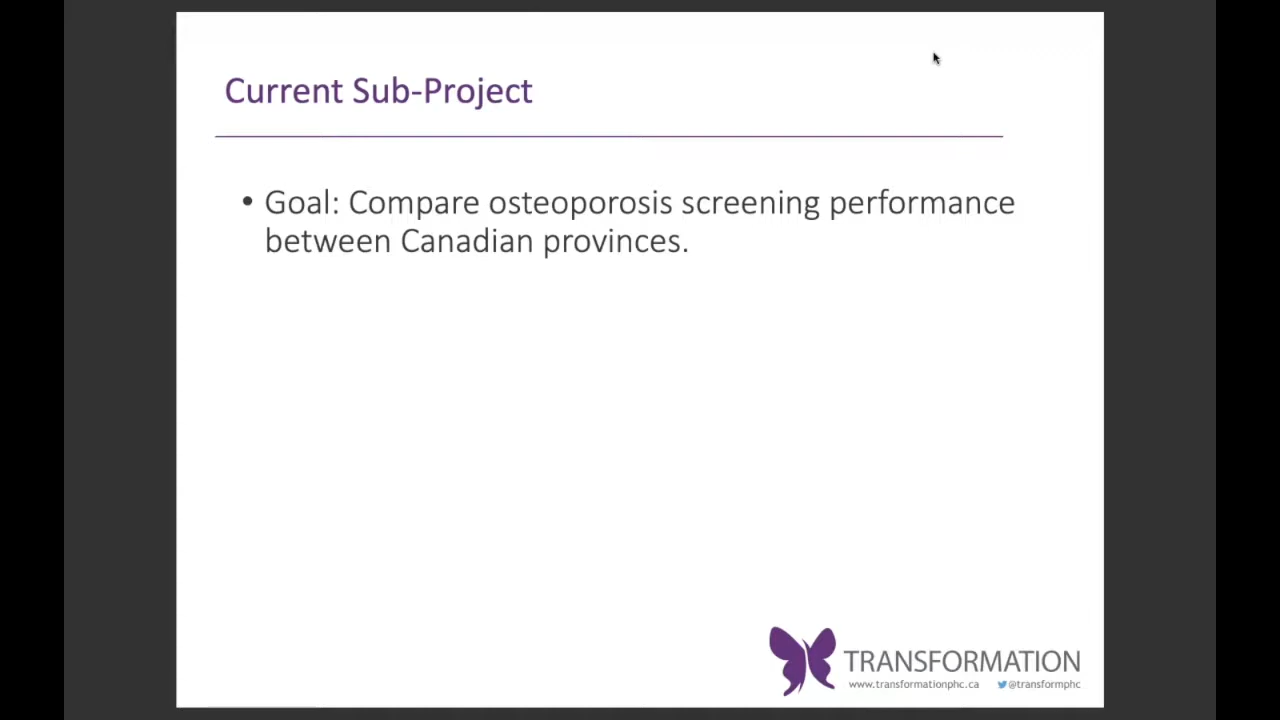 Current Sub-Project
• Goal: Compare osteoporosis screening performance
between Canadian provinces.
TRANSFORMATION
www.transformationphc.ca @transformphc